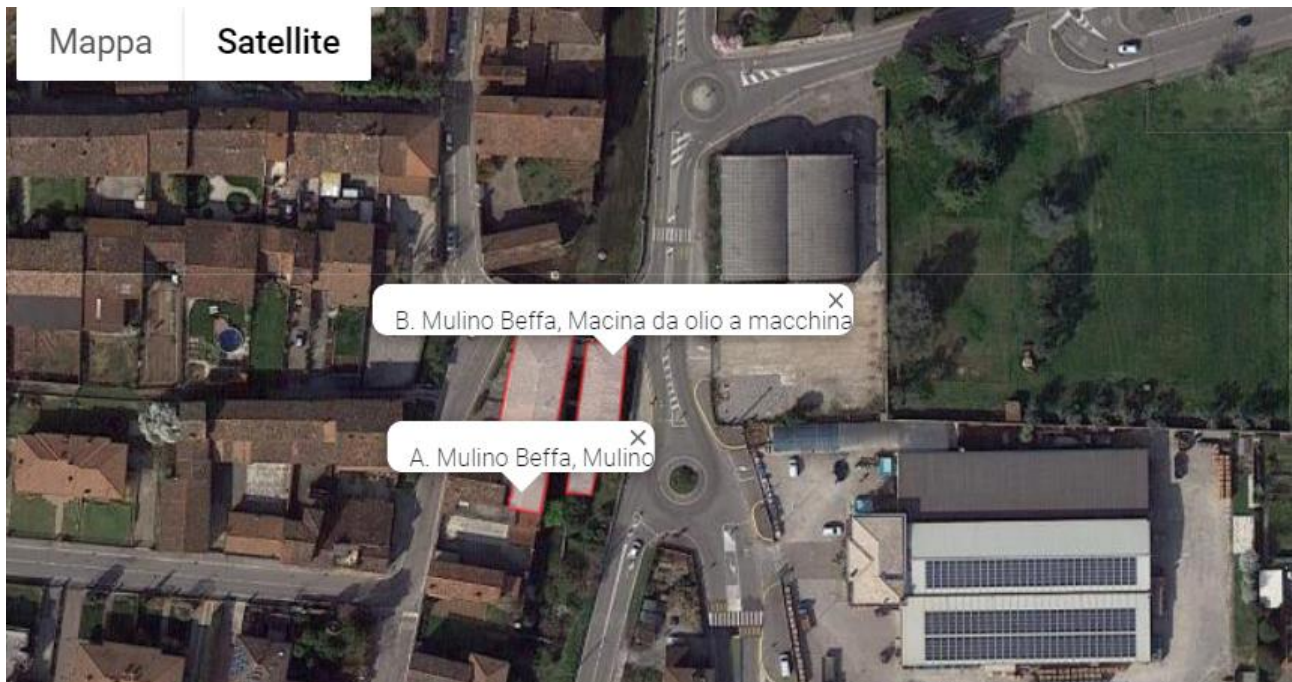 Mappa
Satellite
B. Mulino Beffa, Macina da olio a macchina
A. Mulino Beffa, Mulino